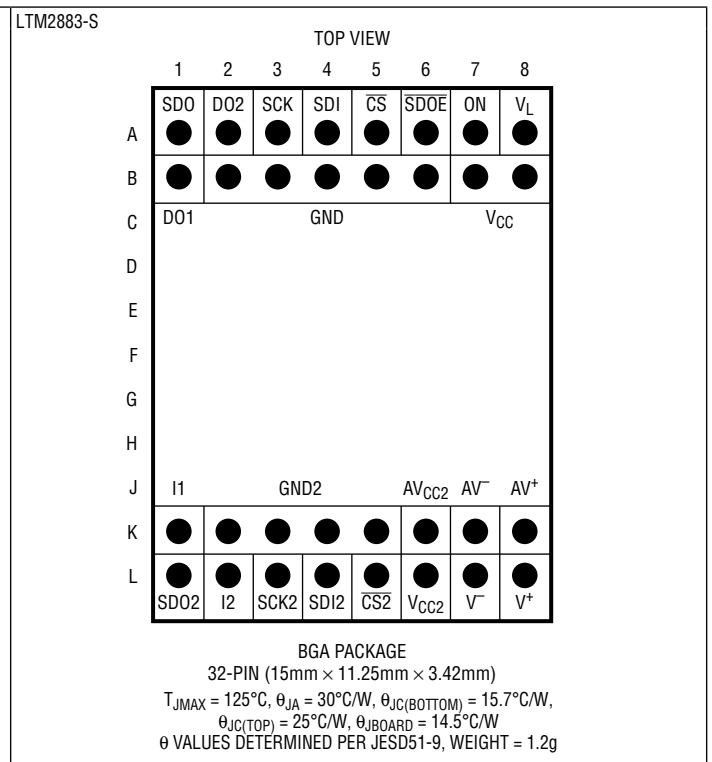 LTM2883-S
TOP VIEW
1 2 3 4 5 6 7 8
SDO DO2 SCK SDI C̅S̅ S̅D̅O̅E̅ ON VL
A
B
C DO1 GND VCC
D
E
F
G
H
J I1 GND2 AVCC2 AV– AV+
K
L
SDO2 I2 SCK2 SDI2 C̅S̅2̅ VCC2 V– V+
BGA PACKAGE
32-PIN (15mm × 11.25mm × 3.42mm)
TJMAX = 125°C, θJA = 30°C/W, θJC(BOTTOM) = 15.7°C/W,
θJC(TOP) = 25°C/W, θJBOARD = 14.5°C/W
θ VALUES DETERMINED PER JESD51-9, WEIGHT = 1.2g